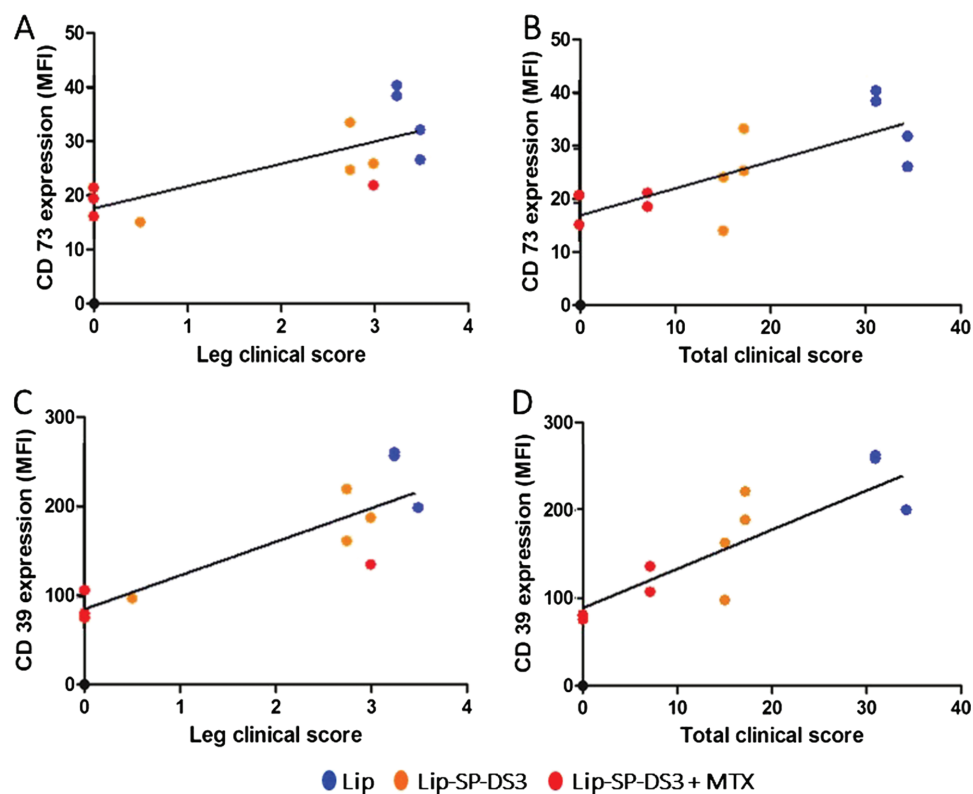 A
CD 73 expression (MFI)
50
40
30
20
10
0
0 1 2 3 4
Leg clinical score
B
CD 73 expression (MFI)
50
40
30
20
10
0
0 10 20 30 40
Total clinical score
C
CD 39 expression (MFI)
300
200
100
0
0 1 2 3 4
Leg clinical score
D
CD 39 expression (MFI)
300
200
100
0
0 10 20 30 40
Total clinical score
Lip Lip-SP-DS3 Lip-SP-DS3 + MTX